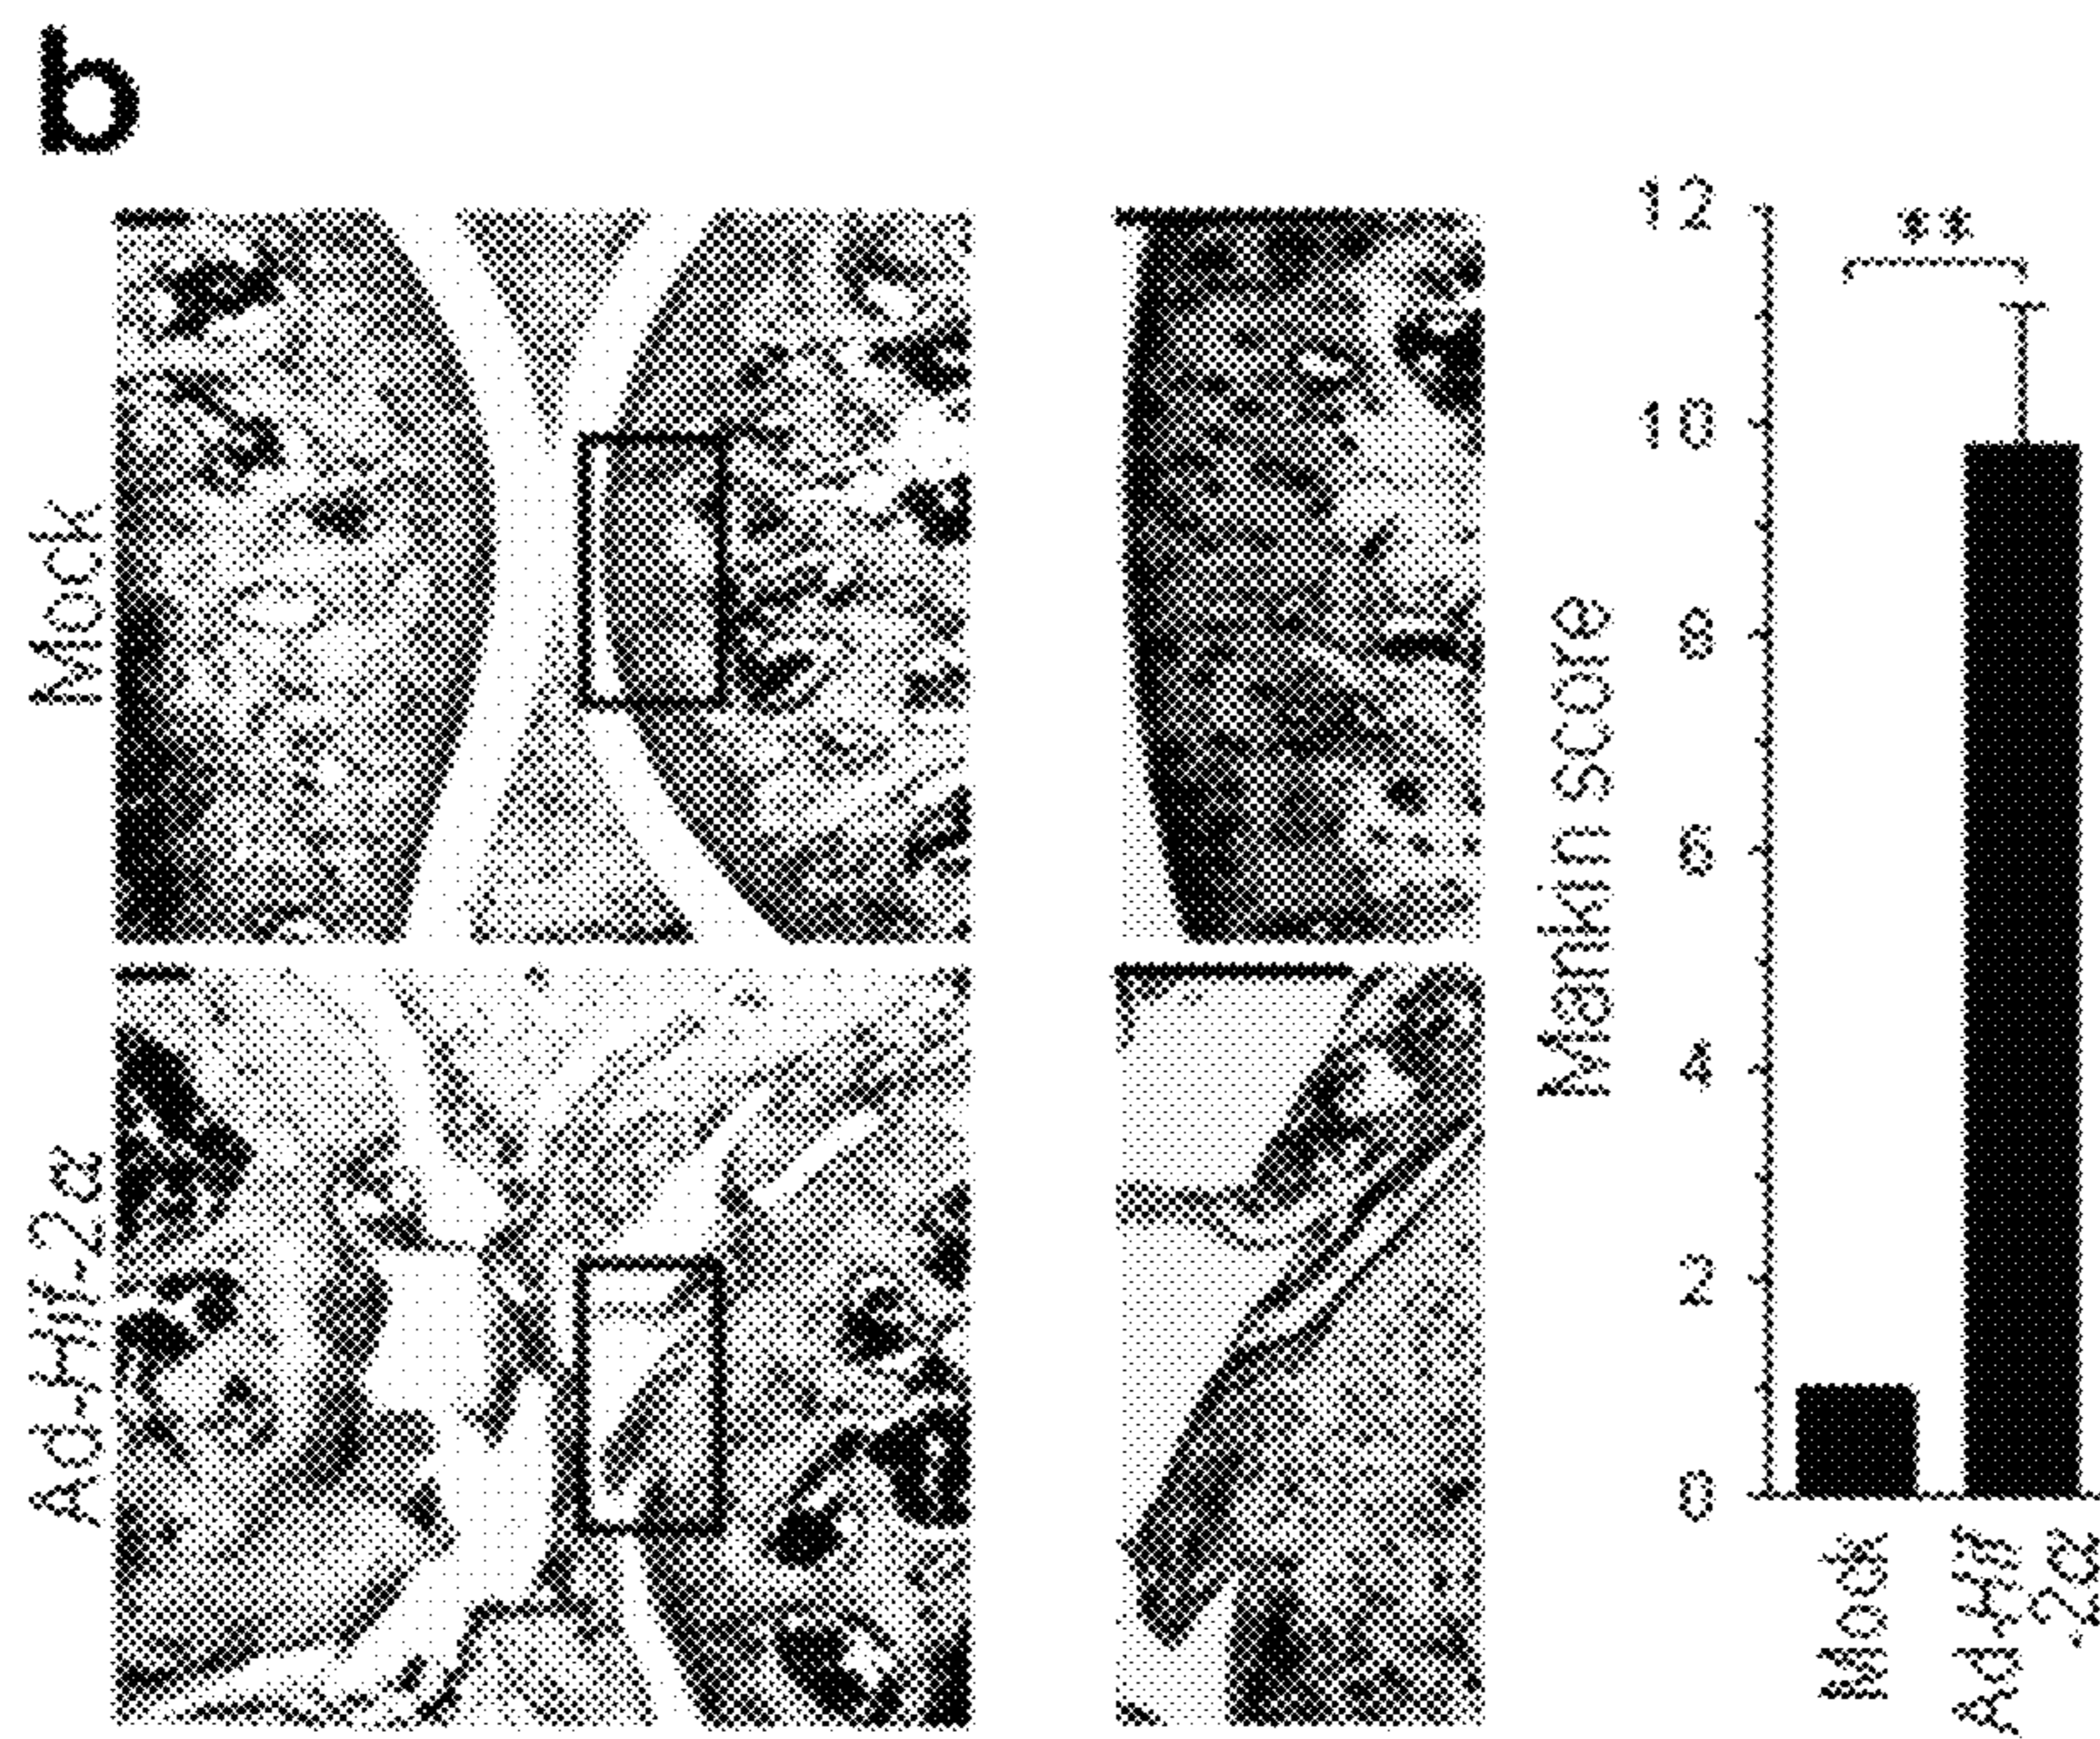 b
Mock
Ad-Hif-2α
Mankin score
12
10
8
6
4
2
0
**
Mock
Ad-Hif
-2α